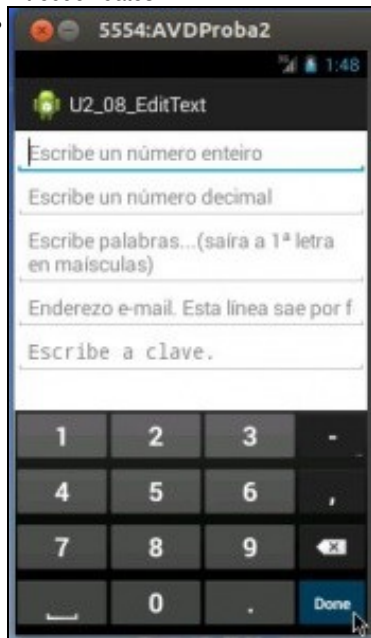 5554:AVDProba2
3G 1:48
U2_08_EditText
Escribe un número enteiro
Escribe un número decimal
Escribe palabras...(saíra a 1ª letra
en maísculas)
Enderezo e-mail. Esta línea sae por f
Escribe a clave.
1 2 3 -
4 5 6 ,
7 8 9
0 . Done